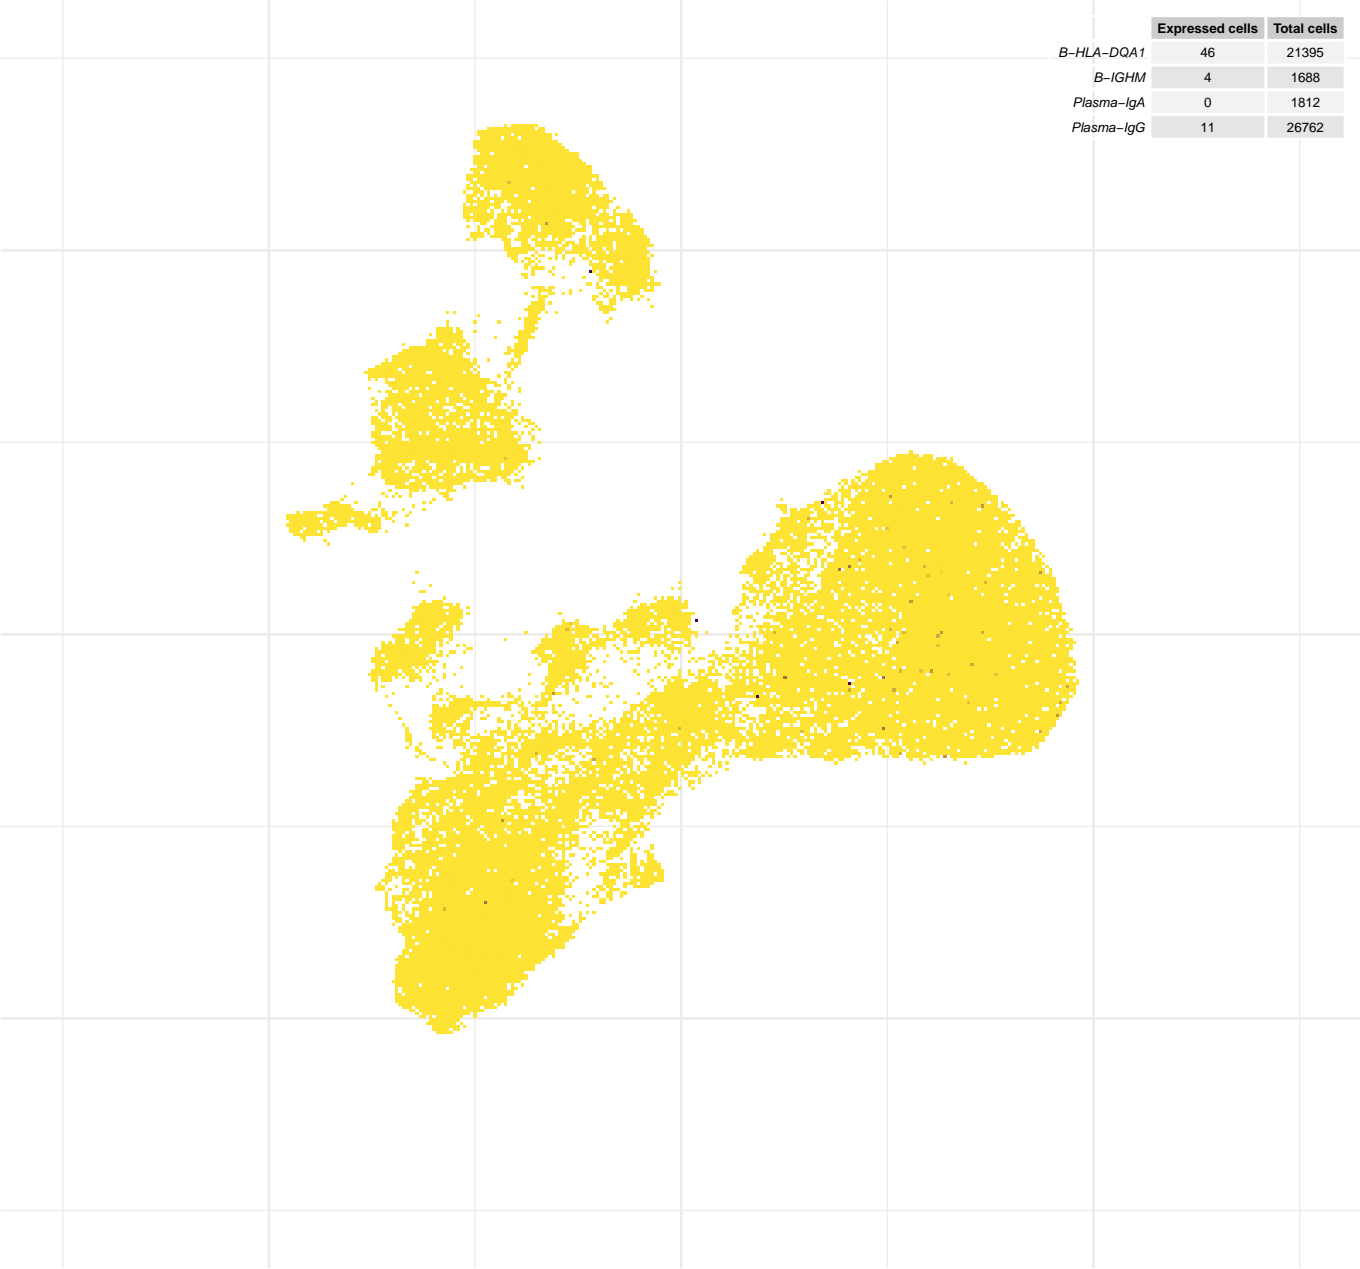 Expressed cells Total cells
B−HLA−DQA1 46 21395
B−IGHM 4 1688
Plasma−IgA 0 1812
Plasma−IgG 11 26762